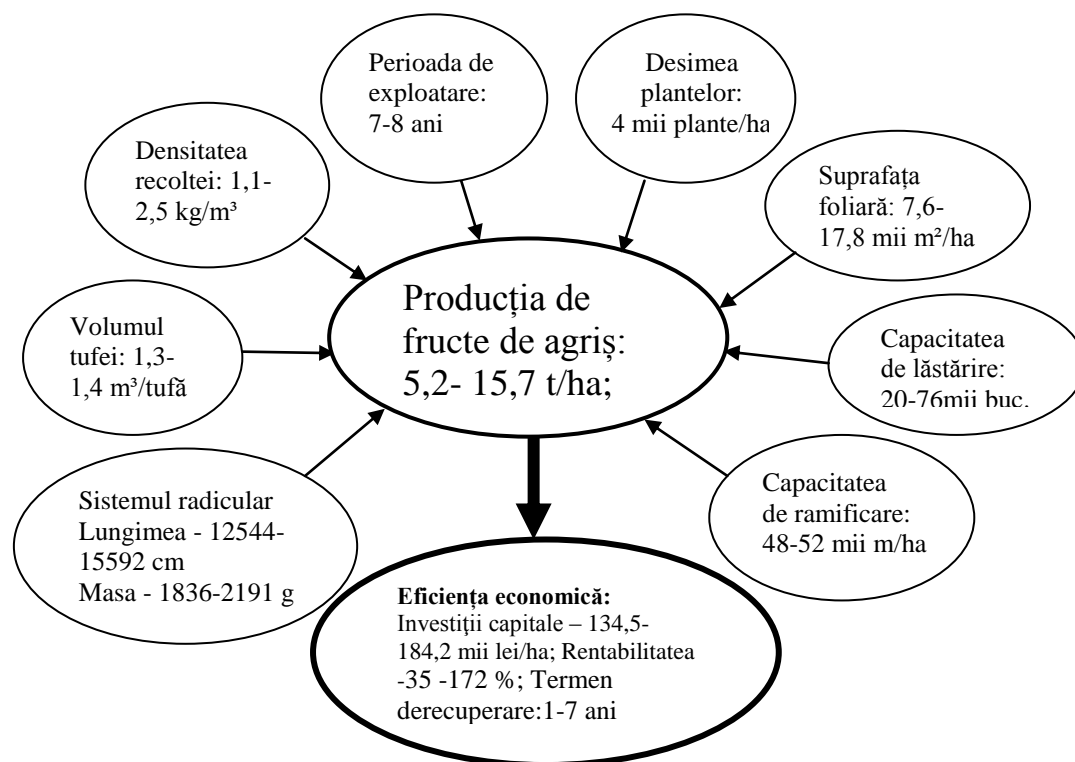 Perioada de
exploatare:
7-8 ani
Desimea
plantelor:
4 mii plante/ha
Densitatea
recoltei: 1,1-
2,5 kg/m³
Suprafața
foliară: 7,6-
17,8 mii m²/ha
Producția de
fructe de agriș:
5,2- 15,7 t/ha;
Volumul
tufei: 1,3-
1,4 m³/tufă
Capacitatea
de lăstărire:
20-76mii buc.
Sistemul radicular
Lungimea - 12544-
15592 cm
Masa - 1836-2191 g
Capacitatea
de ramificare:
48-52 mii m/ha
Eficiența economică:
Investiţii capitale – 134,5-
184,2 mii lei/ha; Rentabilitatea
-35 -172 %; Termen
derecuperare:1-7 ani